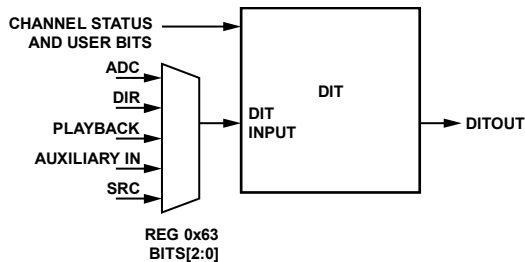 CHANNEL STATUS
AND USER BITS
ADC
DIR
PLAYBACK
AUXILIARY IN
SRC
REG 0x63
BITS[2:0]
DIT
INPUT
DIT
DITOUT